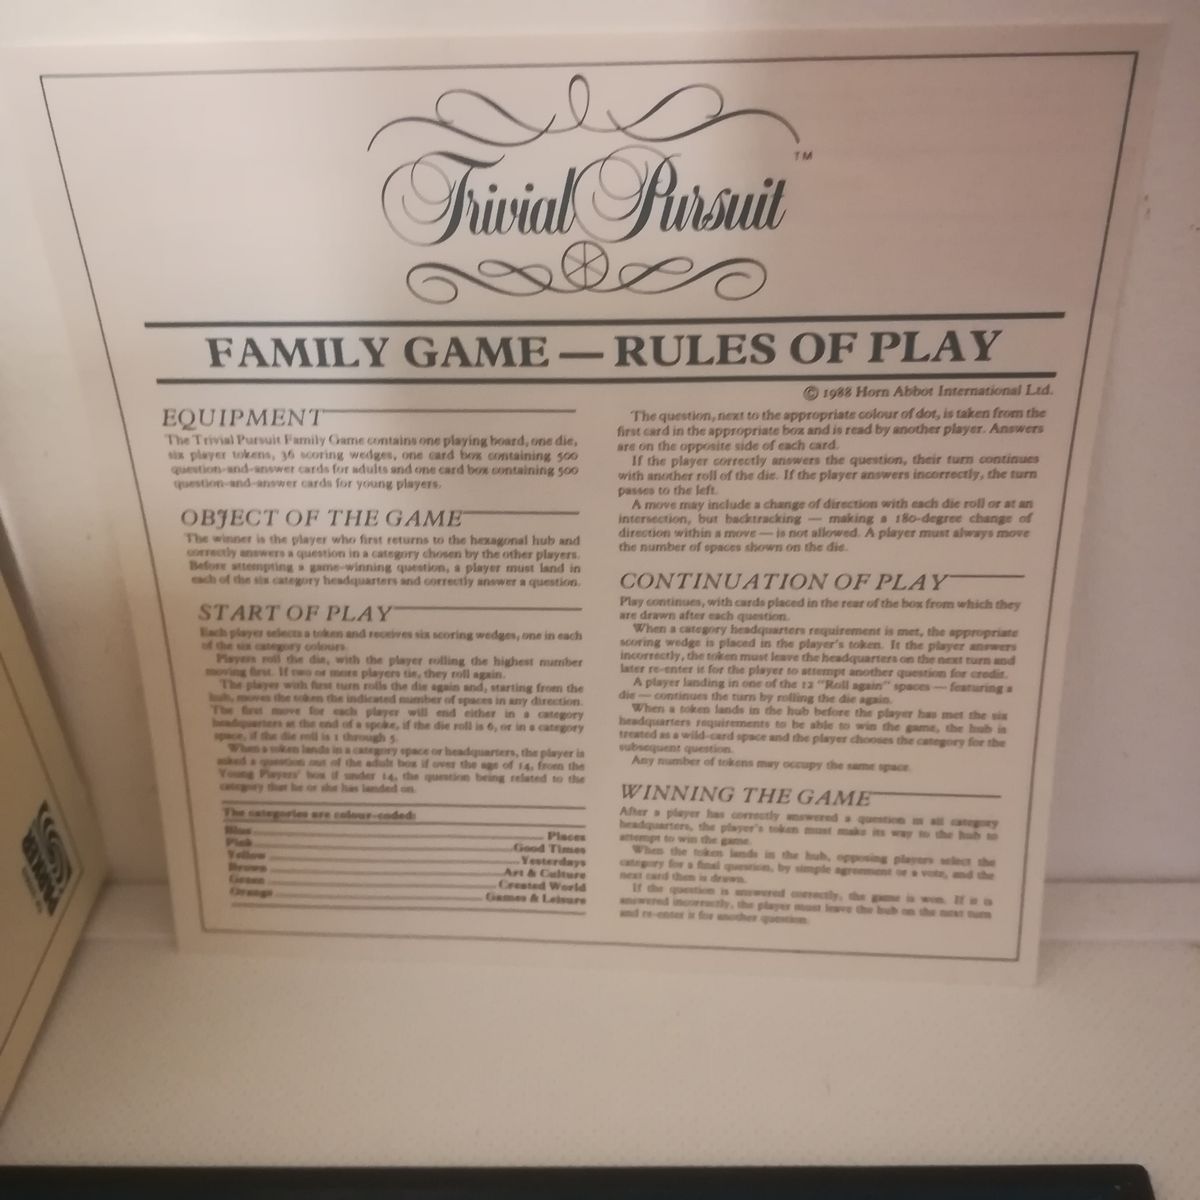 Trivial Pursuit
TM
FAMILY GAME — RULES OF PLAY
© 1988 Horn Abbot International Ltd.
EQUIPMENT
The Trivial Pursuit Family Game contains one playing board, one die,
six player tokens, 36 scoring wedges, one card box containing 500
question-and-answer cards for adults and one card box containing 500
question-and-answer cards for young players.
OBJECT OF THE GAME
The winner is the player who first returns to the hexagonal hub and
correctly answers a question in a category chosen by the other players.
Before attempting a game-winning question, a player must land in
each of the six category headquarters and correctly answer a question.
START OF PLAY
Each player selects a token and receives six scoring wedges, one in each
of the six category colours.
Players roll the die, with the player rolling the highest number
moving first. If two or more players tie, they roll again.
The player with first turn rolls the die again and, starting from the
hub, moves the token the indicated number of spaces in any direction.
The first move for each player will end either in a category
headquarters at the end of a spoke, if the die roll is 6, or in a category
space, if the die roll is 1 through 5.
When a token lands in a category space or headquarters, the player is
asked a question out of the adult box if over the age of 14, from the
Young Players' box if under 14, the question being related to the
category that he or she has landed on.
The categories are colour-coded:
Blue Places
Pink Good Times
Yellow Yesterdays
Brown Art & Culture
Green Created World
Orange Games & Leisure
The question, next to the appropriate colour of dot, is taken from the
first card in the appropriate box and is read by another player. Answers
are on the opposite side of each card.
If the player correctly answers the question, their turn continues
with another roll of the die. If the player answers incorrectly, the turn
passes to the left.
A move may include a change of direction with each die roll or at an
intersection, but backtracking — making a 180-degree change of
direction within a move — is not allowed. A player must always move
the number of spaces shown on the die.
CONTINUATION OF PLAY
Play continues, with cards placed in the rear of the box from which they
are drawn after each question.
When a category headquarters requirement is met, the appropriate
scoring wedge is placed in the player's token. It the player answers
incorrectly, the token must leave the headquarters on the next turn and
later re-enter it for the player to attempt another question for credit.
A player landing in one of the 12 "Roll again" spaces — featuring a
die — continues the turn by rolling the die again.
When a token lands in the hub before the player has met the six
headquarters requirements to be able to win the game, the hub is
treated as a wild-card space and the player chooses the category for the
subsequent question.
Any number of tokens may occupy the same space.
WINNING THE GAME
After a player has correctly answered a question in all category
headquarters, the player's token must make its way to the hub to
attempt to win the game.
When the token lands in the hub, opposing players select the
category for a final question, by simple agreement or a vote, and the
next card then is drawn.
If the question is answered correctly, the game is won. If it is
answered incorrectly, the player must leave the hub on the next turn
and re-enter it for another question.
PARKER